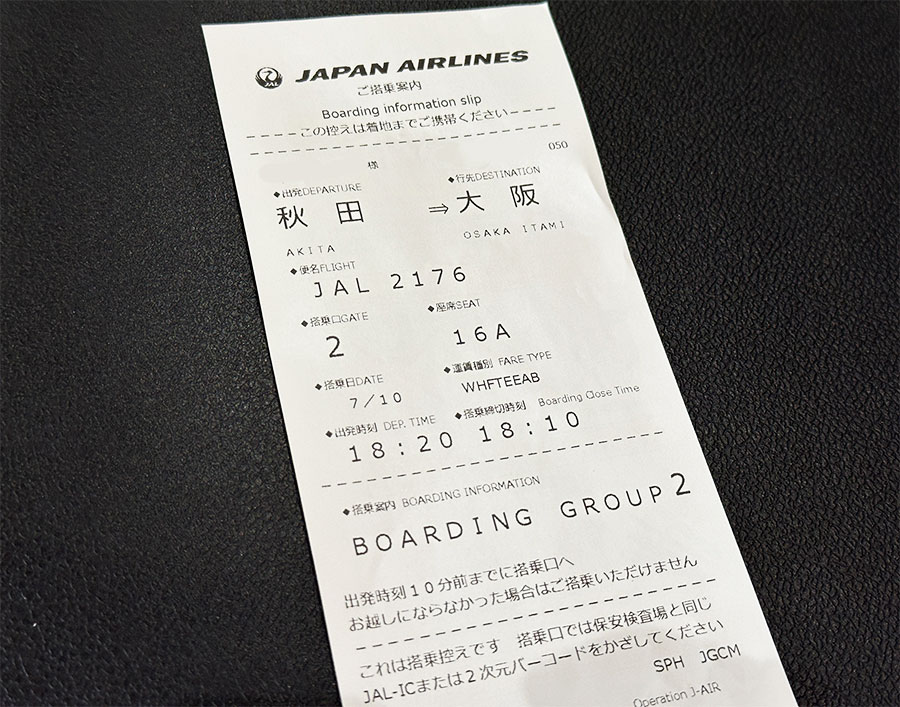 JAL JAPAN AIRLINES
ご搭乗案内
Boarding information slip
この控えは着地までご携帯ください
様 050
◆出発DEPARTURE ◆行先DESTINATION
秋 田 ⇒ 大 阪
AKITA OSAKA ITAMI
◆便名FLIGHT
JAL 2176
◆搭乗口GATE ◆座席SEAT
2 16A
◆搭乗日DATE ◆運賃種別 FARE TYPE
7/10 WHFTEEAB
◆出発時刻 DEP. TIME ◆搭乗締切時刻 Boarding Close Time
18:20 18:10
◆搭乗案内 BOARDING INFORMATION
BOARDING GROUP 2
出発時刻10分前までに搭乗口へ
お越しにならなかった場合はご搭乗いただけません
これは搭乗控えです 搭乗口では保安検査場と同じ
JAL-ICまたは2次元バーコードをかざしてください
SPH JGCM
Operation J-AIR